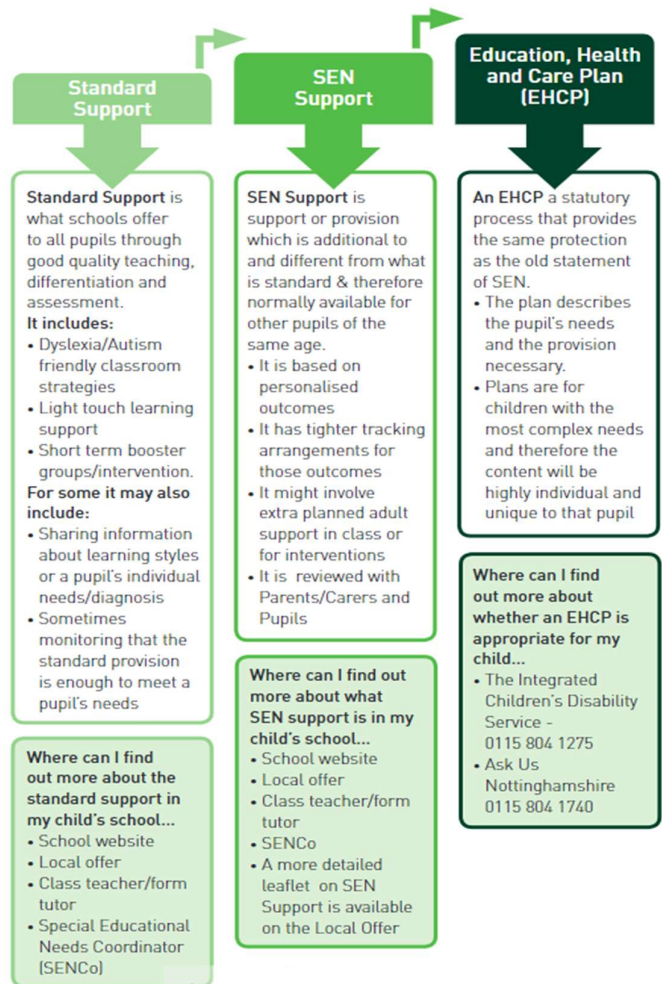 Standard
Support
Standard Support is
what schools offer
to all pupils through
good quality teaching,
differentiation and
assessment.
It includes:
• Dyslexia/Autism
friendly classroom
strategies
• Light touch learning
support
• Short term booster
groups/intervention.
For some it may also
include:
• Sharing information
about learning styles
or a pupil's individual
needs/diagnosis
• Sometimes
monitoring that the
standard provision
is enough to meet a
pupil's needs
Where can I find
out more about the
standard support in
my child's school...
• School website
• Local offer
• Class teacher/form
tutor
• Special Educational
Needs Coordinator
(SENCo)
SEN
Support
SEN Support is
support or provision
which is additional to
and different from what
is standard & therefore
normally available for
other pupils of the
same age.
• It is based on
personalised
outcomes
• It has tighter tracking
arrangements for
those outcomes
• It might involve
extra planned adult
support in class or
for interventions
• It is reviewed with
Parents/Carers and
Pupils
Where can I find out
more about what
SEN support is in my
child's school...
• School website
• Local offer
• Class teacher/form
tutor
• SENCo
• A more detailed
leaflet on SEN
Support is available
on the Local Offer
Education, Health
and Care Plan
(EHCP)
An EHCP a statutory
process that provides
the same protection
as the old statement
of SEN.
• The plan describes
the pupil's needs
and the provision
necessary.
• Plans are for
children with the
most complex needs
and therefore the
content will be
highly individual and
unique to that pupil
Where can I find
out more about
whether an EHCP is
appropriate for my
child...
• The Integrated
Children's Disability
Service -
0115 804 1275
• Ask Us
Nottinghamshire
0115 804 1740